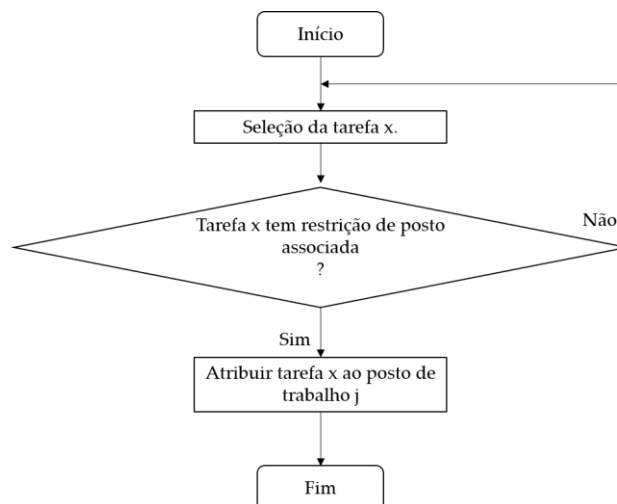 Início
Seleção da tarefa x.
Tarefa x tem restrição de posto
associada
?
Não
Sim
Atribuir tarefa x ao posto de
trabalho j
Fim